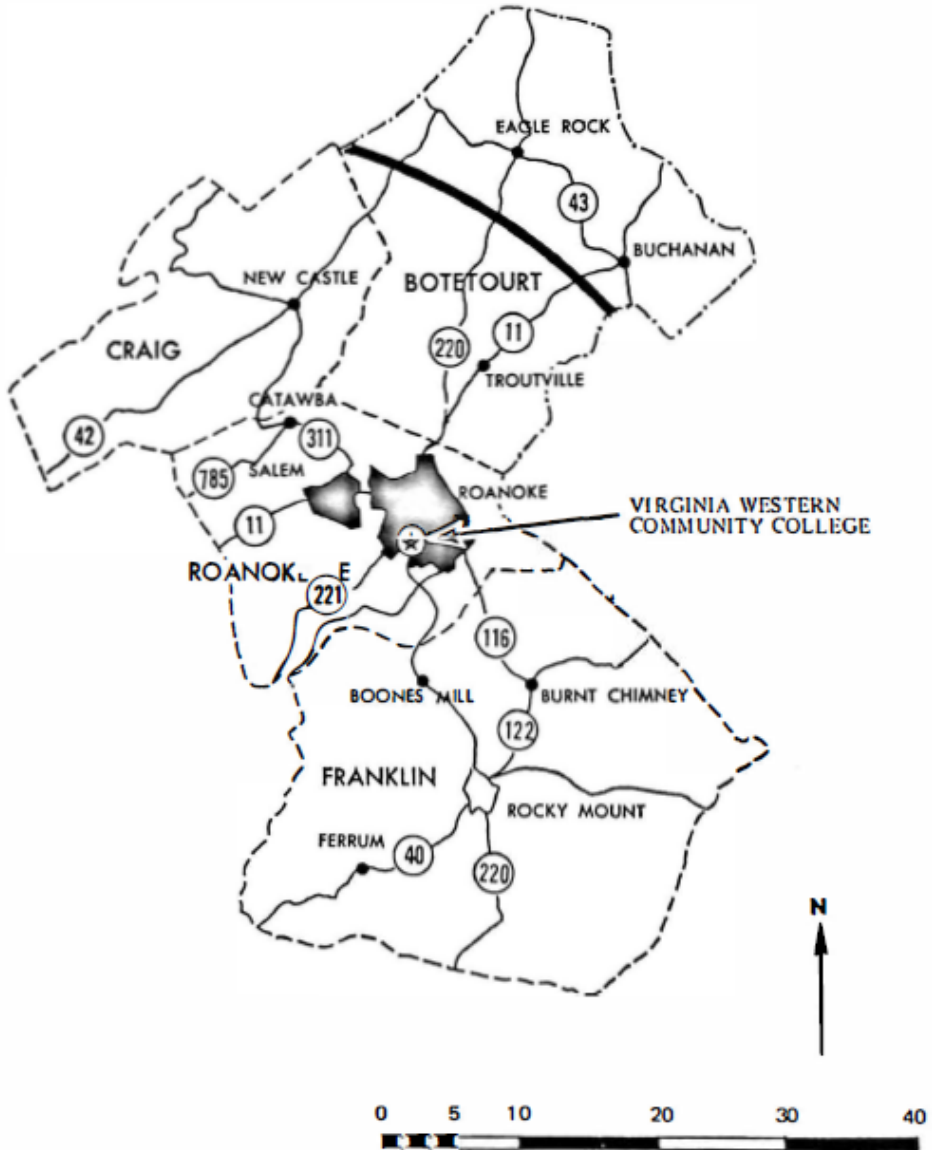 EAGLE ROCK
43
BUCHANAN
NEW CASTLE
BOTETOURT
11
220
CRAIG
TROUTVILLE
CATAWBA
42
311
785
SALEM
ROANOKE
11
VIRGINIA WESTERN
COMMUNITY COLLEGE
ROANOKE
221
116
BOONES MILL
BURNT CHIMNEY
122
FRANKLIN
ROCKY MOUNT
FERRUM
40
220
N
0 5 10 20 30 40